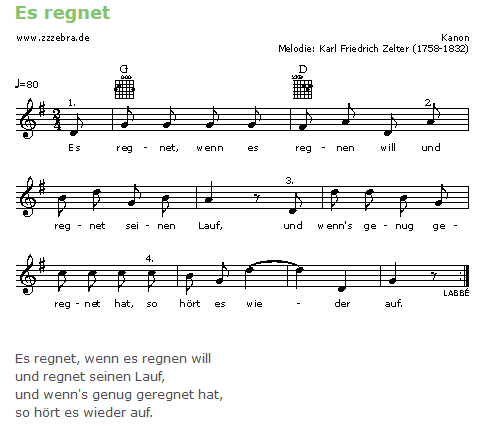 Es regnet
www.zzzebra.de
Kanon
Melodie: Karl Friedrich Zelter (1758-1832)
♩=80
G D
1. 2.
3
4
Es reg - net, wenn es reg - nen will und
3.
reg - net sei - nen Lauf, und wenn's ge - nug ge -
4.
reg - net hat, so hört es wie - der auf.
LABBÉ
Es regnet, wenn es regnen will
und regnet seinen Lauf,
und wenn's genug geregnet hat,
so hört es wieder auf.